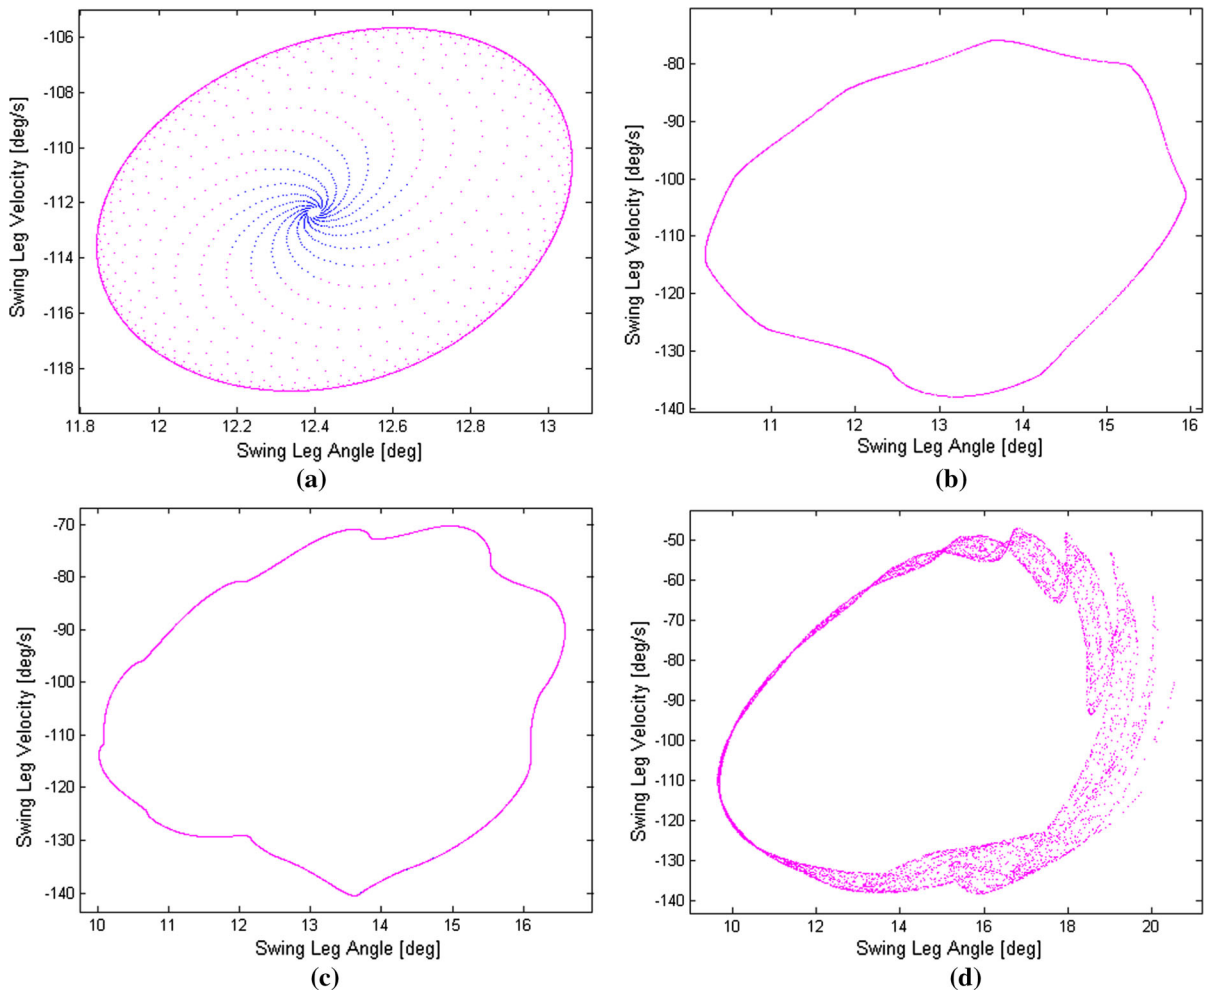 -106
-108
-110
-112
-114
-116
-118
Swing Leg Velocity [deg/s]
11.8 12 12.2 12.4 12.6 12.8 13
Swing Leg Angle [deg]
(a)
-80
-90
-100
-110
-120
-130
-140
Swing Leg Velocity [deg/s]
11 12 13 14 15 16
Swing Leg Angle [deg]
(b)
-70
-80
-90
-100
-110
-120
-130
-140
Swing Leg Velocity [deg/s]
10 11 12 13 14 15 16
Swing Leg Angle [deg]
(c)
-50
-60
-70
-80
-90
-100
-110
-120
-130
-140
Swing Leg Velocity [deg/s]
10 12 14 16 18 20
Swing Leg Angle [deg]
(d)